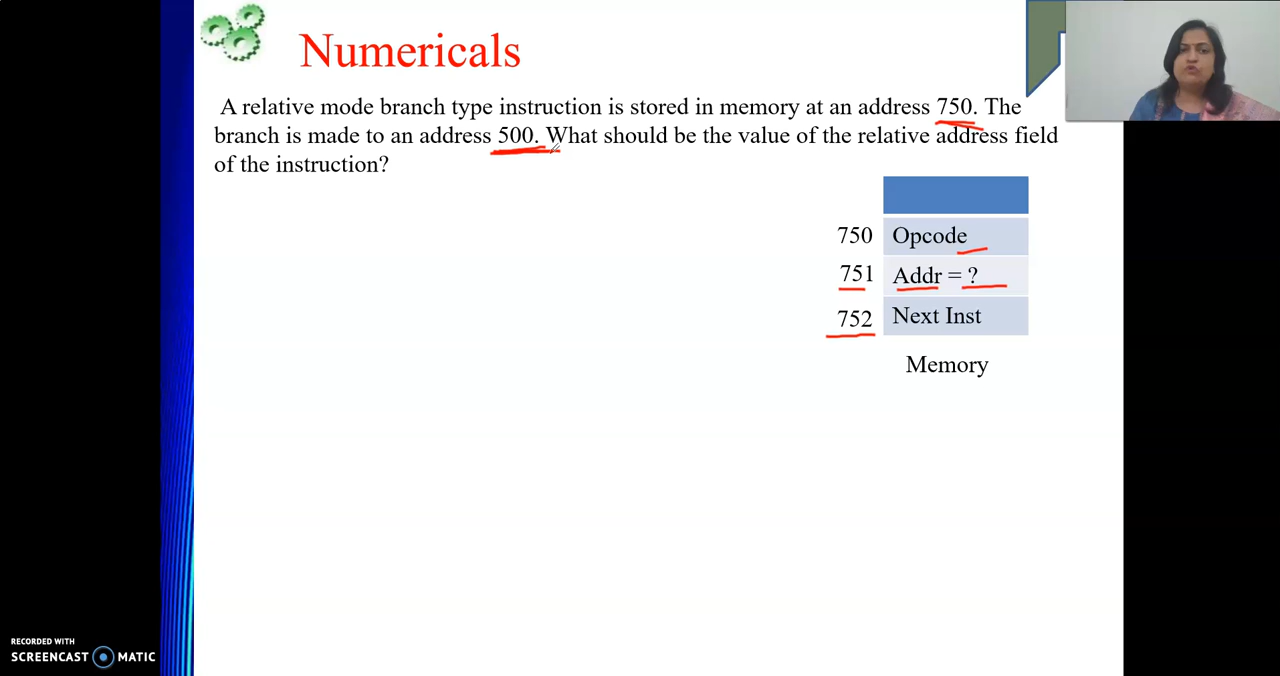 Numericals
A relative mode branch type instruction is stored in memory at an address 750. The
branch is made to an address 500. What should be the value of the relative address field
of the instruction?
750 Opcode
751 Addr = ?
752 Next Inst
Memory
RECORDED WITH
SCREENCAST MATIC